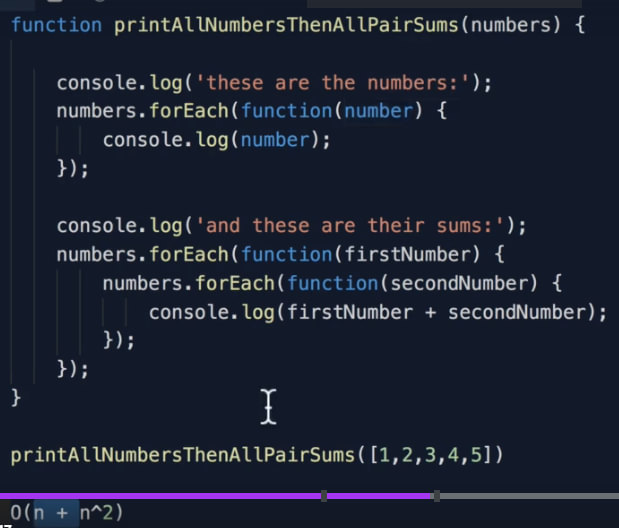 function printAllNumbersThenAllPairSums(numbers) {
console.log('these are the numbers:');
numbers.forEach(function(number) {
console.log(number);
});
console.log('and these are their sums:');
numbers.forEach(function(firstNumber) {
numbers.forEach(function(secondNumber) {
console.log(firstNumber + secondNumber);
});
});
}
printAllNumbersThenAllPairSums([1,2,3,4,5])
O(n + n^2)